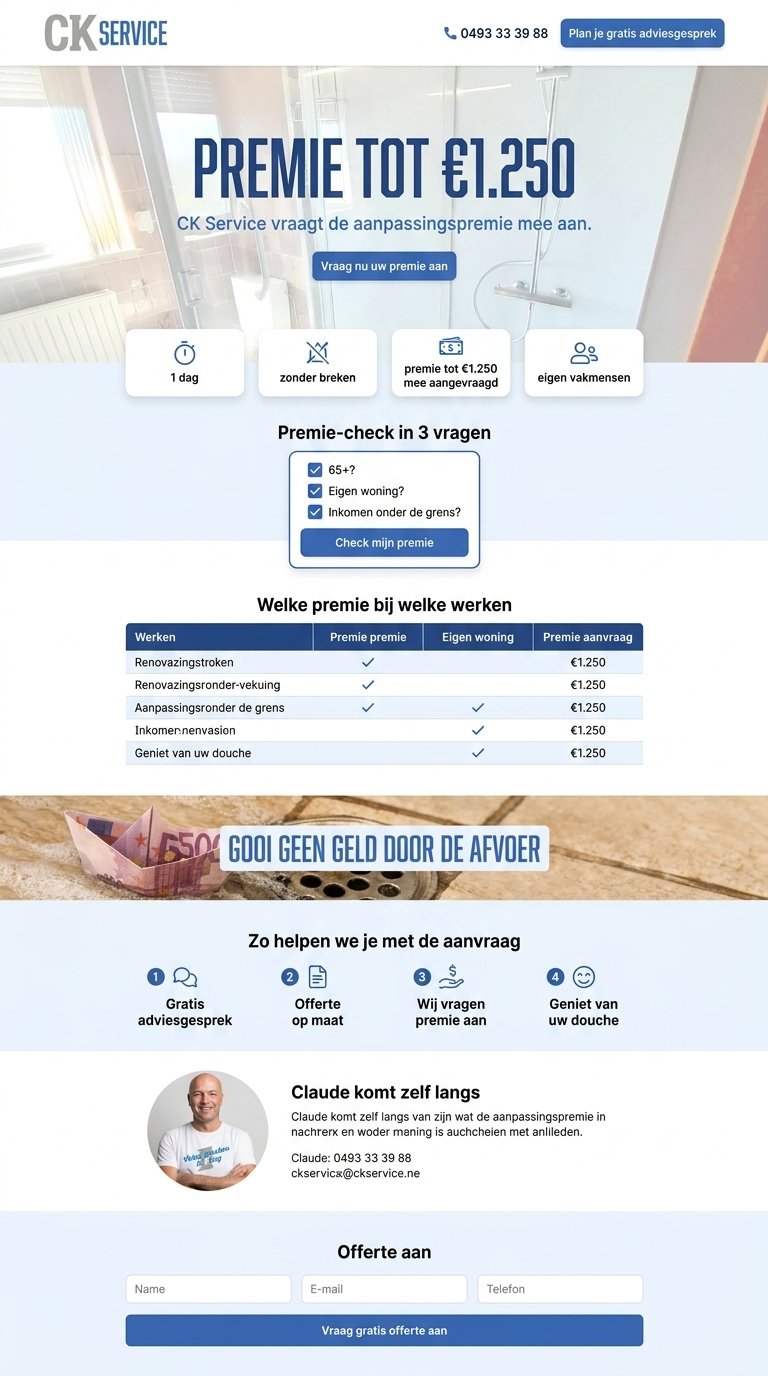 CK SERVICE
0493 33 39 88
Plan je gratis adviesgesprek
PREMIE TOT €1.250
CK Service vraagt de aanpassingspremie mee aan.
Vraag nu uw premie aan
1 dag
zonder breken
premie tot €1.250
mee aangevraagd
eigen vakmensen
Premie-check in 3 vragen
65+?
Eigen woning?
Inkomen onder de grens?
Check mijn premie
Welke premie bij welke werken
Werken Premie premie Eigen woning Premie aanvraag
Renovazingstroken €1.250
Renovazingsronder-vekuing €1.250
Aanpassingsronder de grens €1.250
€1.250
Geniet van uw douche €1.250
GOOI GEEN GELD DOOR DE AFVOER
Zo helpen we je met de aanvraag
1
Gratis
adviesgesprek
2
Offerte
op maat
3
Wij vragen
premie aan
4
Geniet van
uw douche
Claude komt zelf langs
Claude komt zelf langs van zijn wat de aanpassingspremie in
en woder maning is auchcheien met anlileden.
Claude: 0493 33 39 88
Offerte aan
Name
E-mail
Telefon
Vraag gratis offerte aan